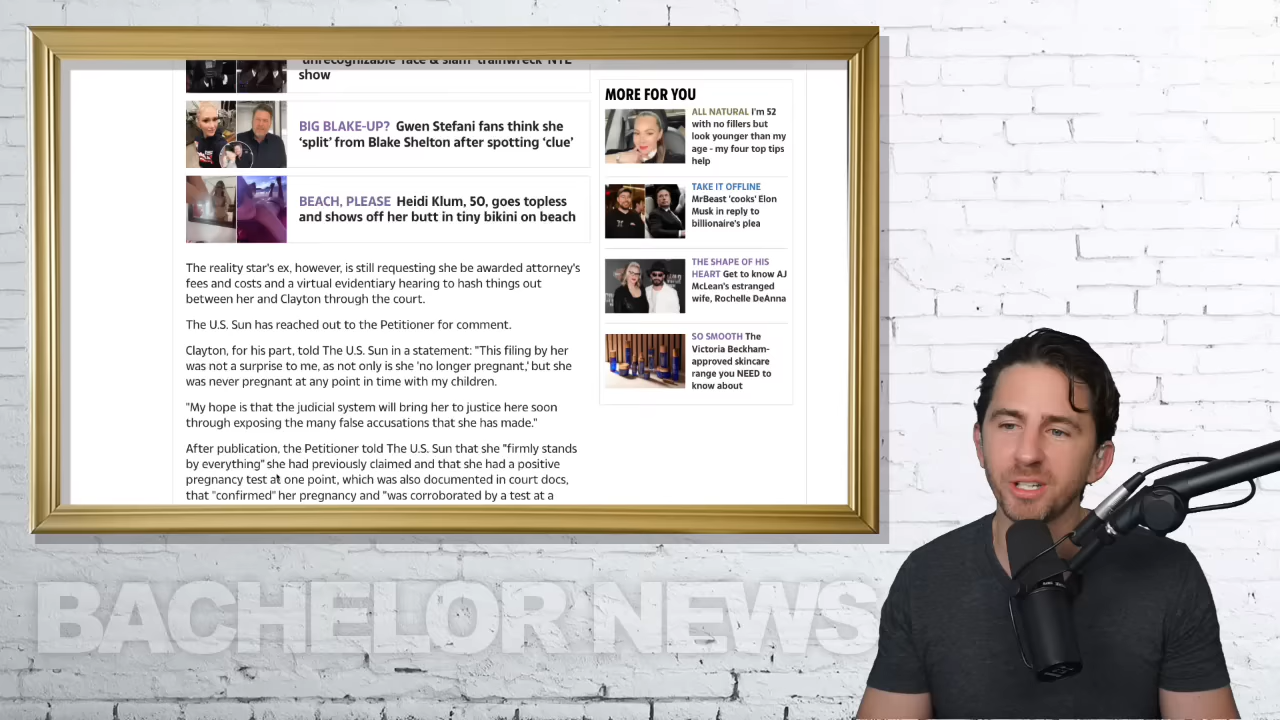 'unrecognizable' face & slam 'trainwreck' NYE
show
BIG BLAKE-UP? Gwen Stefani fans think she
'split' from Blake Shelton after spotting 'clue'
BEACH, PLEASE Heidi Klum, 50, goes topless
and shows off her butt in tiny bikini on beach
The reality star's ex, however, is still requesting she be awarded attorney's
fees and costs and a virtual evidentiary hearing to hash things out
between her and Clayton through the court.
The U.S. Sun has reached out to the Petitioner for comment.
Clayton, for his part, told The U.S. Sun in a statement: "This filing by her
was not a surprise to me, as not only is she 'no longer pregnant,' but she
was never pregnant at any point in time with my children.
"My hope is that the judicial system will bring her to justice here soon
through exposing the many false accusations that she has made."
After publication, the Petitioner told The U.S. Sun that she "firmly stands
by everything" she had previously claimed and that she had a positive
pregnancy test at one point, which was also documented in court docs,
that "confirmed" her pregnancy and "was corroborated by a test at a
MORE FOR YOU
ALL NATURAL I'm 52
with no fillers but
look younger than my
age - my four top tips
help
TAKE IT OFFLINE
MrBeast 'cooks' Elon
Musk in reply to
billionaire's plea
THE SHAPE OF HIS
HEART Get to know AJ
McLean's estranged
wife, Rochelle DeAnna
SO SMOOTH The
Victoria Beckham-
approved skincare
range you NEED to
know about
BACHELOR NEWS